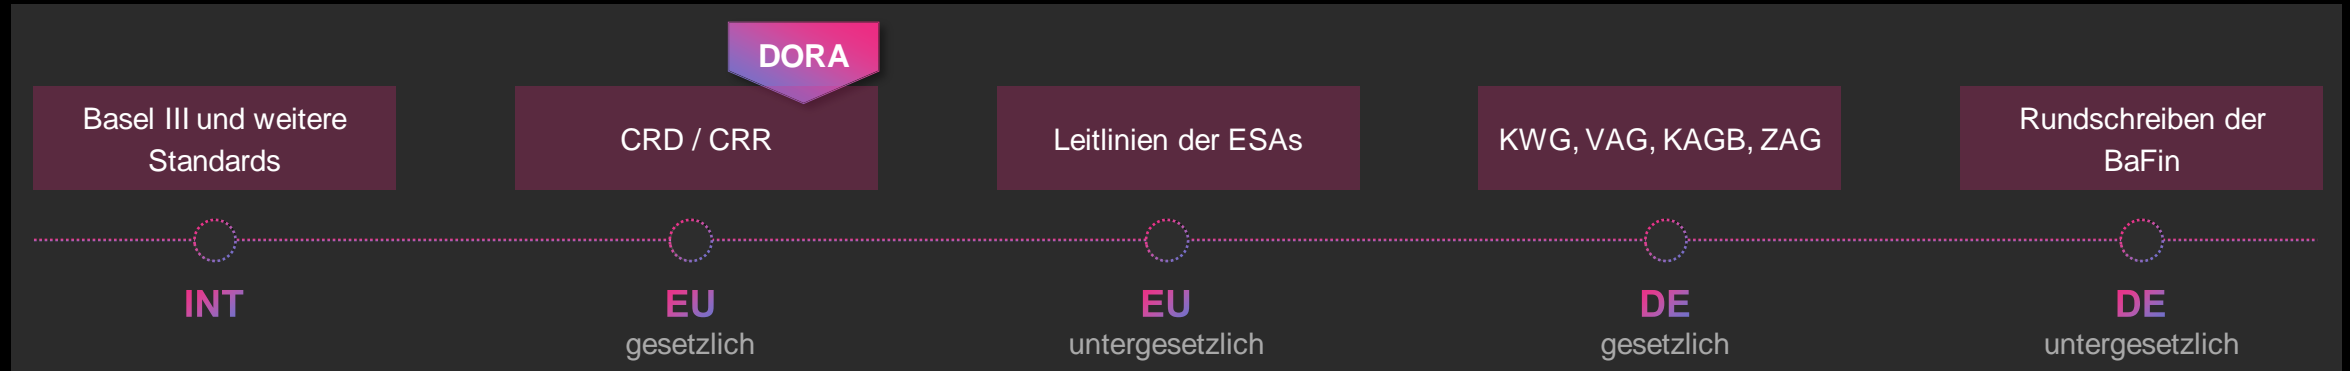 DORA
Basel III und weitere
Standards
CRD / CRR
Leitlinien der ESAs
KWG, VAG, KAGB, ZAG
Rundschreiben der
BaFin
INT
EU
gesetzlich
EU
untergesetzlich
DE
gesetzlich
DE
untergesetzlich